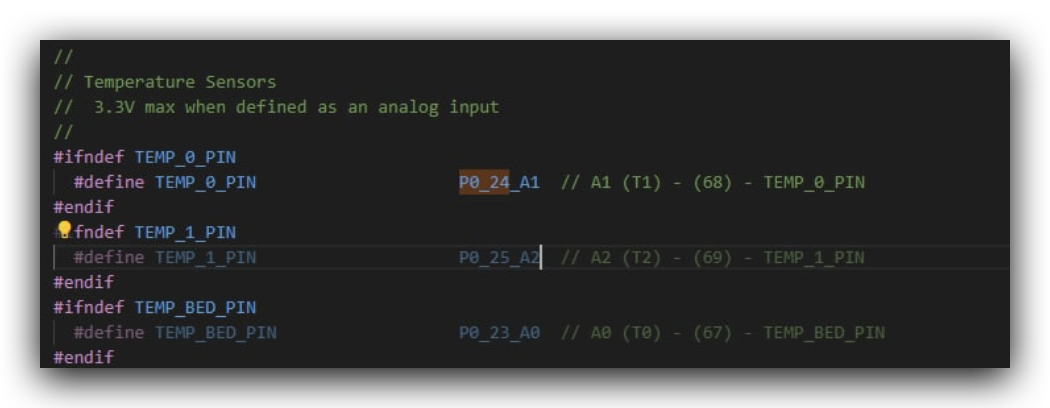 //
// Temperature Sensors
//  3.3V max when defined as an analog input
//
#ifndef TEMP_0_PIN
  #define TEMP_0_PIN                    P0_24_A1  // A1 (T1) - (68) - TEMP_0_PIN
#endif
fndef TEMP_1_PIN
  #define TEMP_1_PIN                    P0_25_A2  // A2 (T2) - (69) - TEMP_1_PIN
#endif
#ifndef TEMP_BED_PIN
  #define TEMP_BED_PIN                  P0_23_A0  // A0 (T0) - (67) - TEMP_BED_PIN
#endif